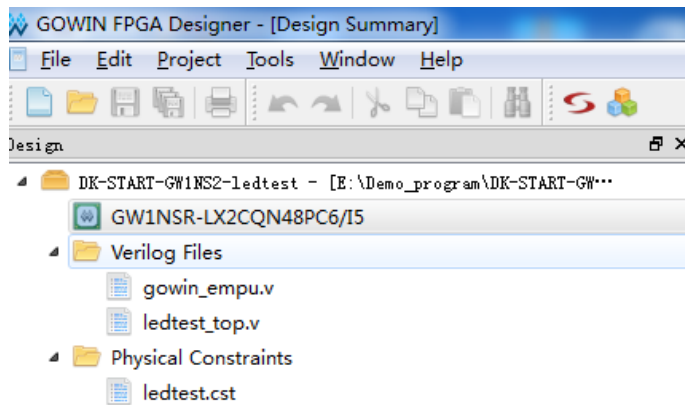 GOWIN FPGA Designer - [Design Summary]
File Edit Project Tools Window Help
Design
DK-START-GW1NS2-ledtest - [E:\Demo_program\DK-START-GW…
GW1NSR-LX2CQN48PC6/I5
Verilog Files
gowin_empu.v
ledtest_top.v
Physical Constraints
ledtest.cst